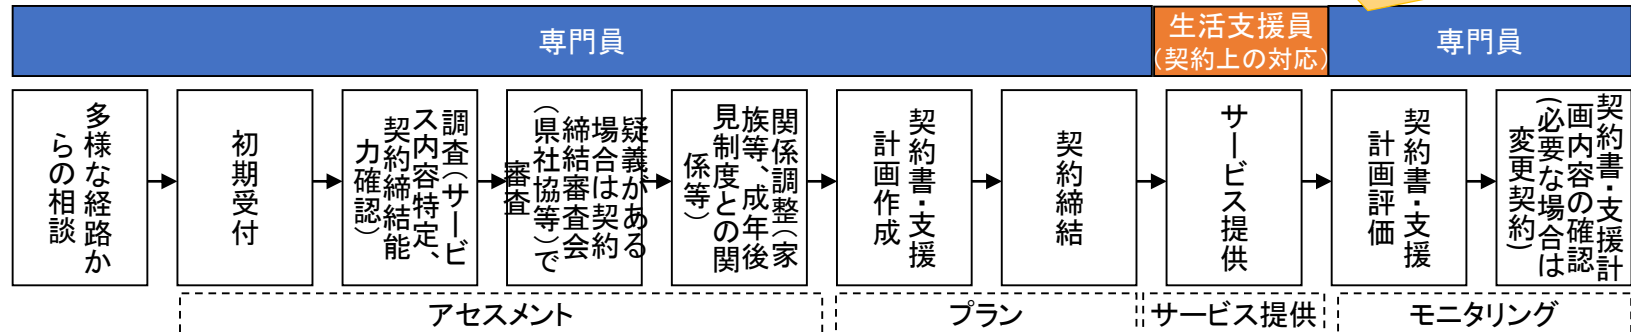 専門員
生活支援員
（契約上の対応）
専門員
多様な経路か
らの相談
初期受付
調査（サービ
ス内容特定、
契約締結能
力確認）
疑義がある
場合は契約
締結審査会
（県社協等）で
審査
関係調整（家
族等、成年後
見制度との関
係等）
契約書・支援
計画作成
契約締結
サービス提供
契約書・支援
計画評価
契約書・支援計
画内容の確認
（必要な場合は
変更契約）
アセスメント
プラン
サービス提供
モニタリング